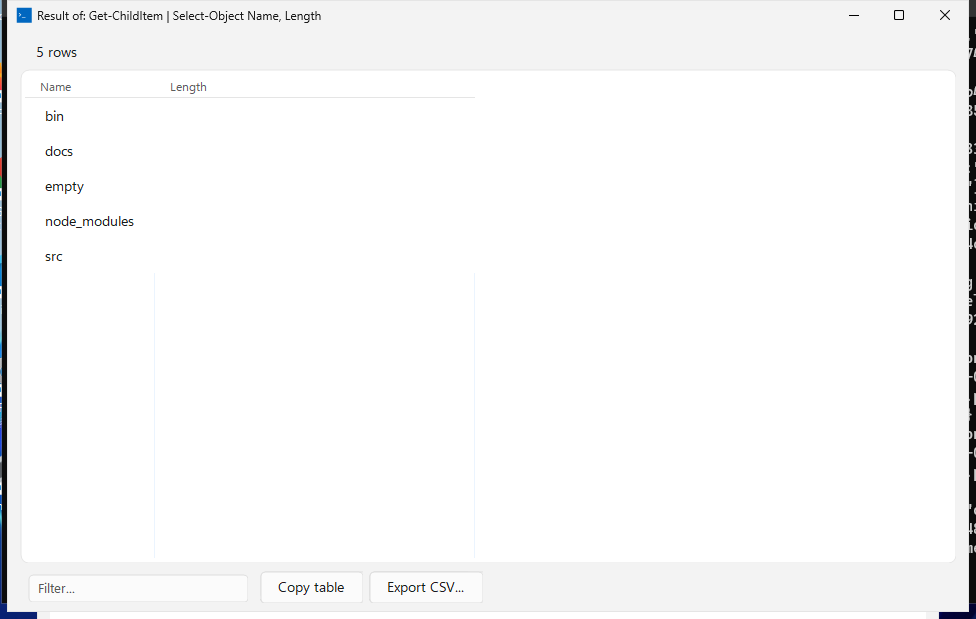 Result of: Get-ChildItem | Select-Object Name, Length
5 rows
Name Length
bin
docs
empty
node_modules
src
Filter...
Copy table Export CSV...